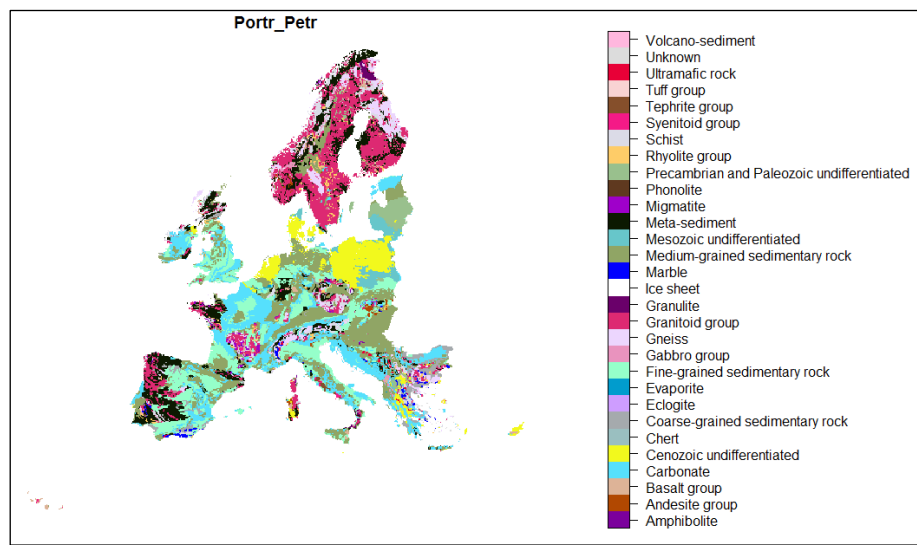 Portr_Petr
Volcano-sediment
Unknown
Ultramafic rock
Tuff group
Tephrite group
Syenitoid group
Schist
Rhyolite group
Precambrian and Paleozoic undifferentiated
Phonolite
Migmatite
Meta-sediment
Mesozoic undifferentiated
Medium-grained sedimentary rock
Marble
Ice sheet
Granulite
Granitoid group
Gneiss
Gabbro group
Fine-grained sedimentary rock
Evaporite
Eclogite
Coarse-grained sedimentary rock
Chert
Cenozoic undifferentiated
Carbonate
Basalt group
Andesite group
Amphibolite